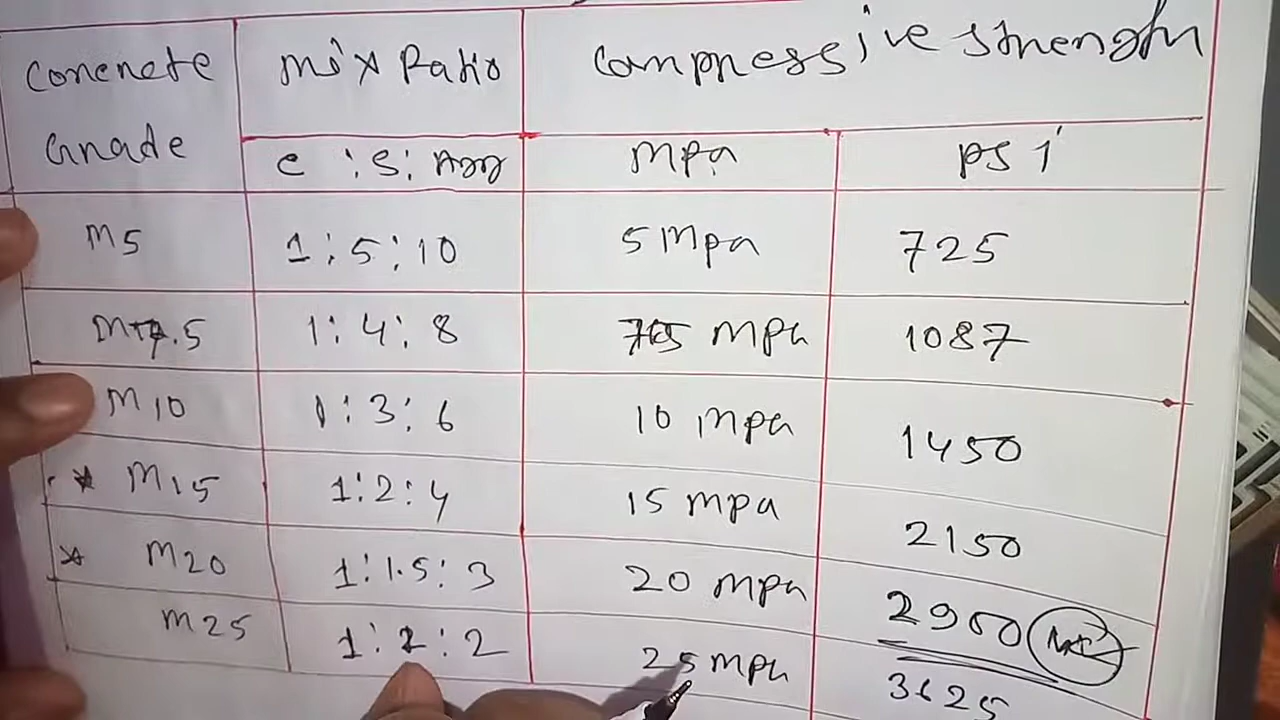 Concrete Grade
mix Ratio
Compressive strength
C : S : Agg
mpa
psi
M5
1 : 5 : 10
5 mpa
725
M7.5
1 : 4 : 8
7.5 mpa
1087
M10
1 : 3 : 6
10 mpa
1450
* M15
1 : 2 : 4
15 mpa
2150
* M20
1 : 1.5 : 3
20 mpa
2900
M25
1 : 1 : 2
25 mpa
3625